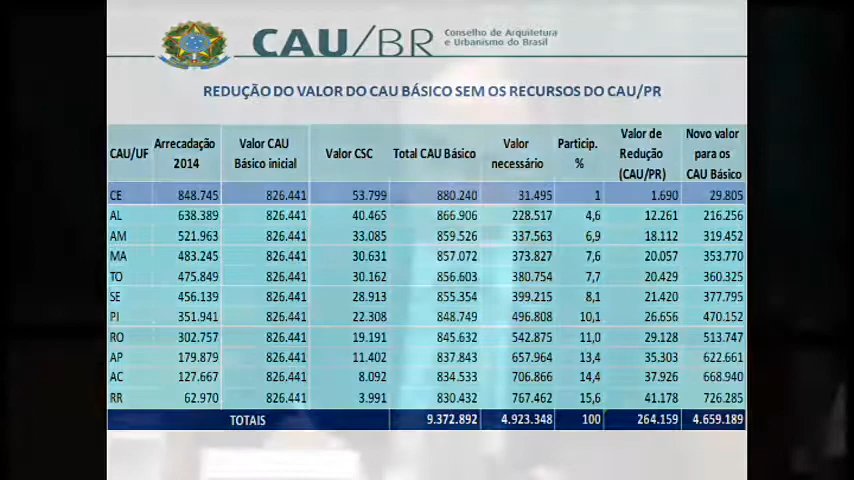 CAU/BR Conselho de Arquitetura
e Urbanismo do Brasil
REDUÇÃO DO VALOR DO CAU BÁSICO SEM OS RECURSOS DO CAU/PR
CAU/UF Arrecadação 2014 Valor CAU Básico inicial Valor CSC Total CAU Básico Valor necessário Particip. % Valor de Redução (CAU/PR) Novo valor para os CAU Básico
CE 848.745 826.441 53.799 880.240 31.495 1 1.690 29.805
AL 638.389 826.441 40.465 866.906 228.517 4,6 12.261 216.256
AM 521.963 826.441 33.085 859.526 337.563 6,9 18.112 319.452
MA 483.245 826.441 30.631 857.072 373.827 7,6 20.057 353.770
TO 475.849 826.441 30.162 856.603 380.754 7,7 20.429 360.325
SE 456.139 826.441 28.913 855.354 399.215 8,1 21.420 377.795
PI 351.941 826.441 22.308 848.749 496.808 10,1 26.656 470.152
RO 302.757 826.441 19.191 845.632 542.875 11,0 29.128 513.747
AP 179.879 826.441 11.402 837.843 657.964 13,4 35.303 622.661
AC 127.667 826.441 8.092 834.533 706.866 14,4 37.926 668.940
RR 62.970 826.441 3.991 830.432 767.462 15,6 41.178 726.285
TOTAIS 9.372.892 4.923.348 100 264.159 4.659.189